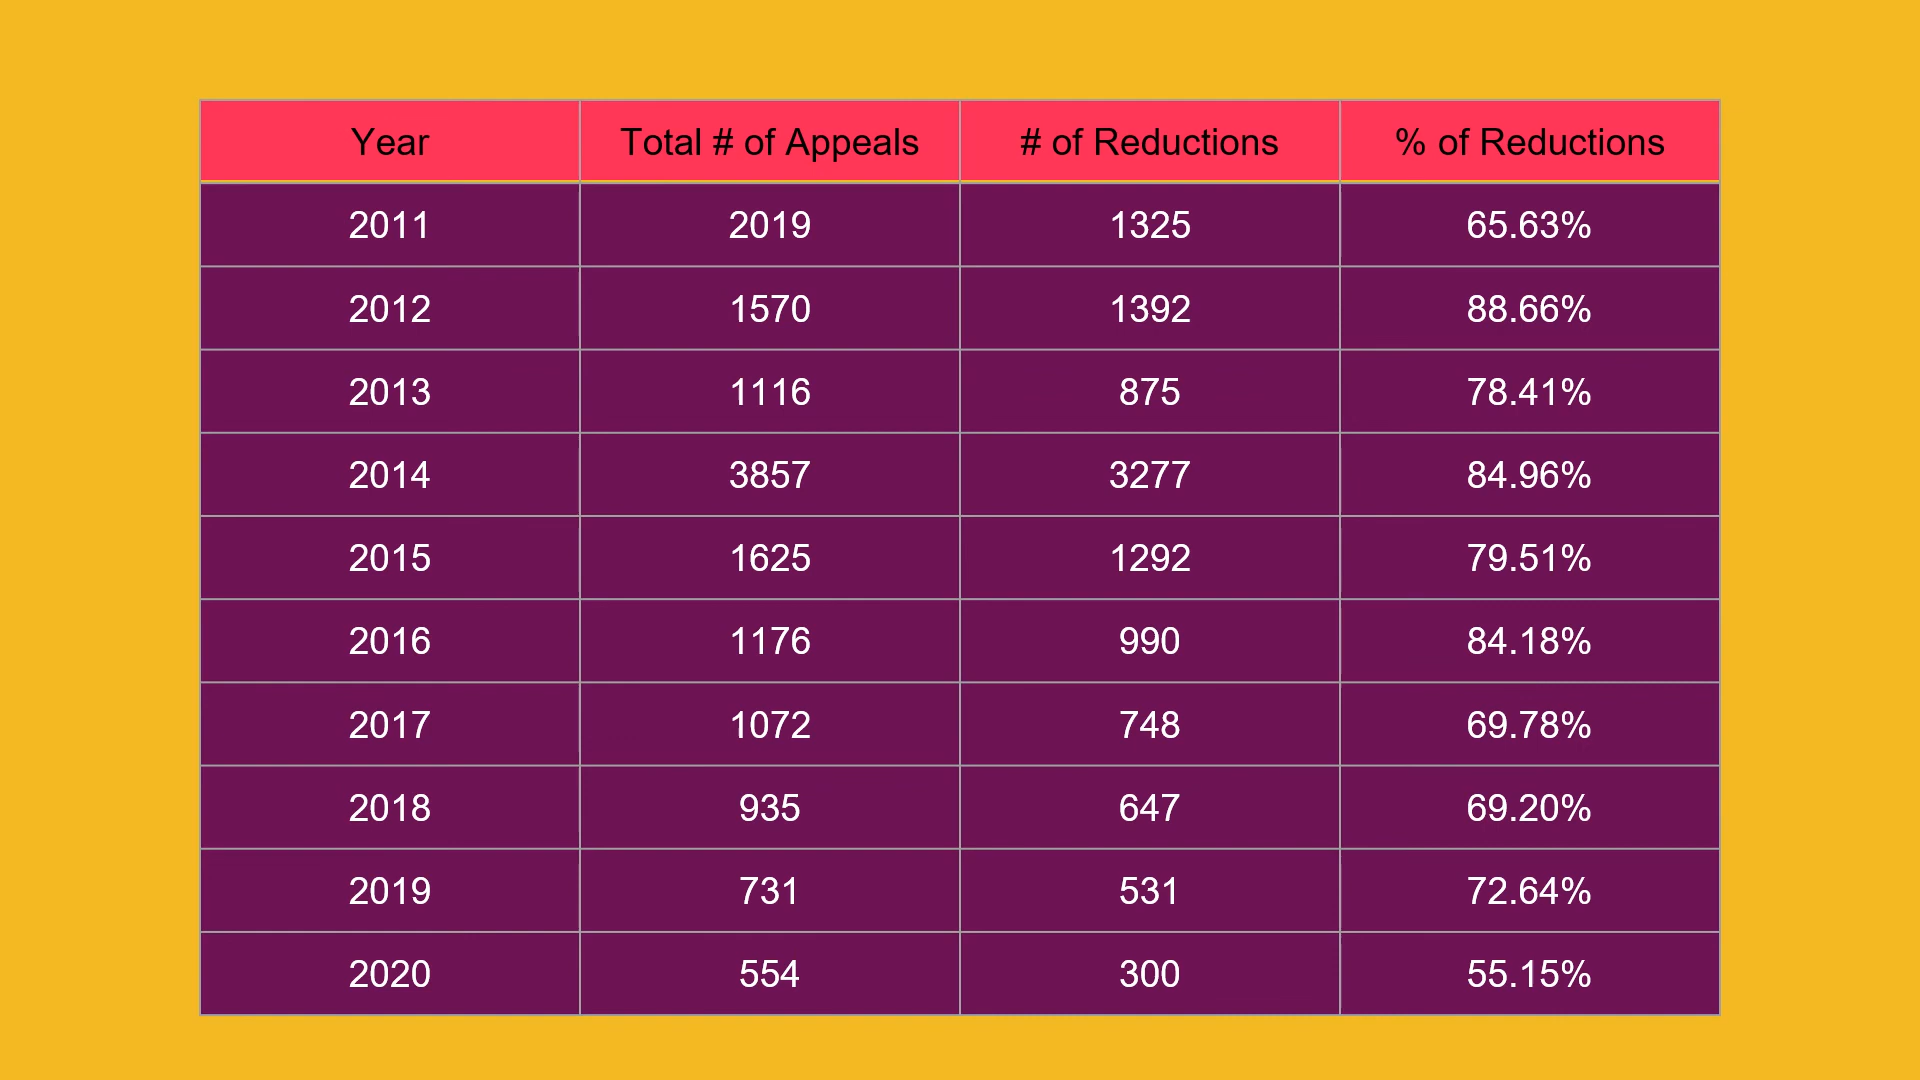 Year Total # of Appeals # of Reductions % of Reductions
2011 2019 1325 65.63%
2012 1570 1392 88.66%
2013 1116 875 78.41%
2014 3857 3277 84.96%
2015 1625 1292 79.51%
2016 1176 990 84.18%
2017 1072 748 69.78%
2018 935 647 69.20%
2019 731 531 72.64%
2020 554 300 55.15%